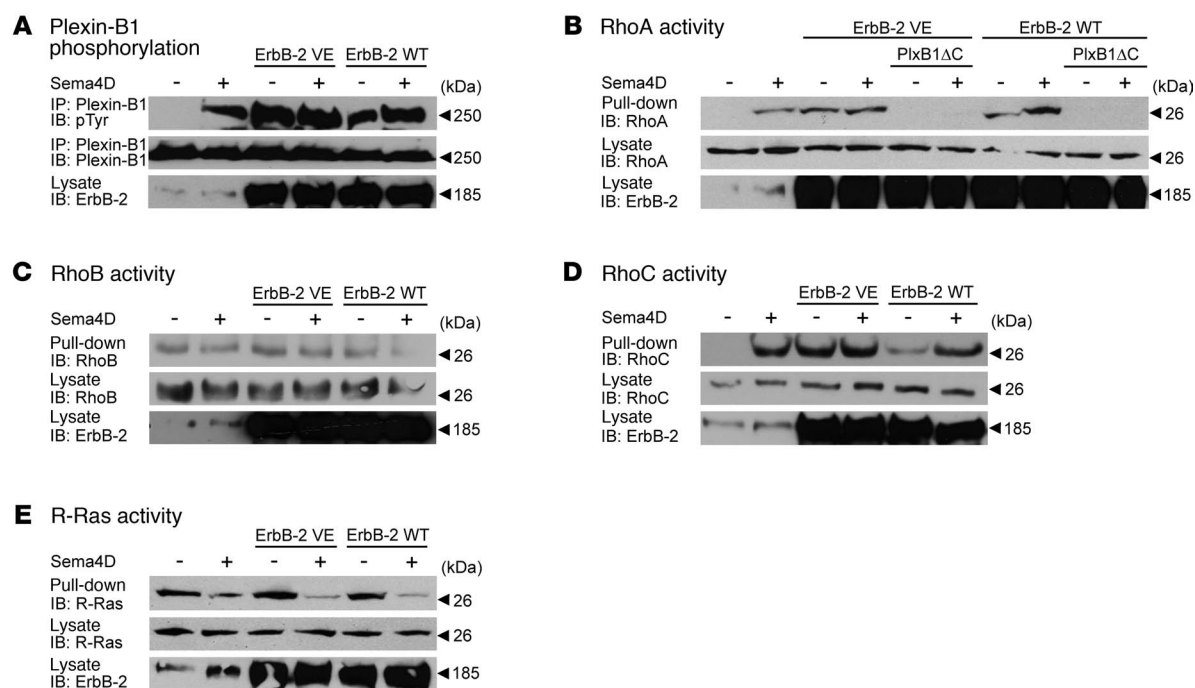 A Plexin-B1
phosphorylation
ErbB-2 VE ErbB-2 WT
Sema4D - + - + - + (kDa)
IP: Plexin-B1
IB: pTyr
◄250
IP: Plexin-B1
IB: Plexin-B1
◄250
Lysate
IB: ErbB-2
◄185
B RhoA activity
ErbB-2 VE ErbB-2 WT
PlxB1ΔC PlxB1ΔC
Sema4D - + - + - + - + - + (kDa)
Pull-down
IB: RhoA
◄26
Lysate
IB: RhoA
◄26
Lysate
IB: ErbB-2
◄185
C RhoB activity
ErbB-2 VE ErbB-2 WT
Sema4D - + - + - + (kDa)
Pull-down
IB: RhoB
◄26
Lysate
IB: RhoB
◄26
Lysate
IB: ErbB-2
◄185
D RhoC activity
ErbB-2 VE ErbB-2 WT
Sema4D - + - + - + (kDa)
Pull-down
IB: RhoC
◄26
Lysate
IB: RhoC
◄26
Lysate
IB: ErbB-2
◄185
E R-Ras activity
ErbB-2 VE ErbB-2 WT
Sema4D - + - + - + (kDa)
Pull-down
IB: R-Ras
◄26
Lysate
IB: R-Ras
◄26
Lysate
IB: ErbB-2
◄185